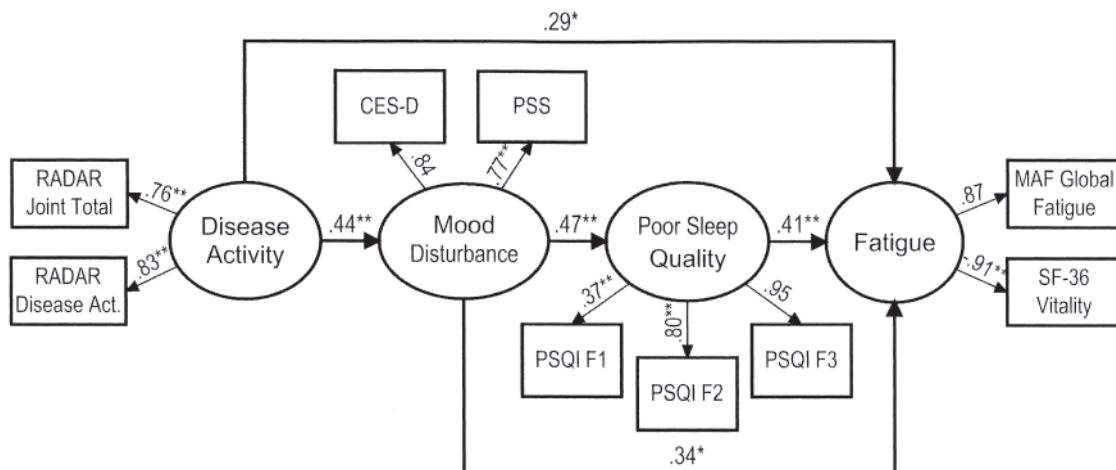 .29*
CES-D
PSS
.84
.77**
RADAR
Joint Total
.76**
RADAR
Disease Act.
.83**
Disease
Activity
.44**
Mood
Disturbance
.47**
Poor Sleep
Quality
.41**
Fatigue
.87
MAF Global
Fatigue
-.91**
SF-36
Vitality
.37**
.80**
.95
PSQI F1
PSQI F2
PSQI F3
.34*